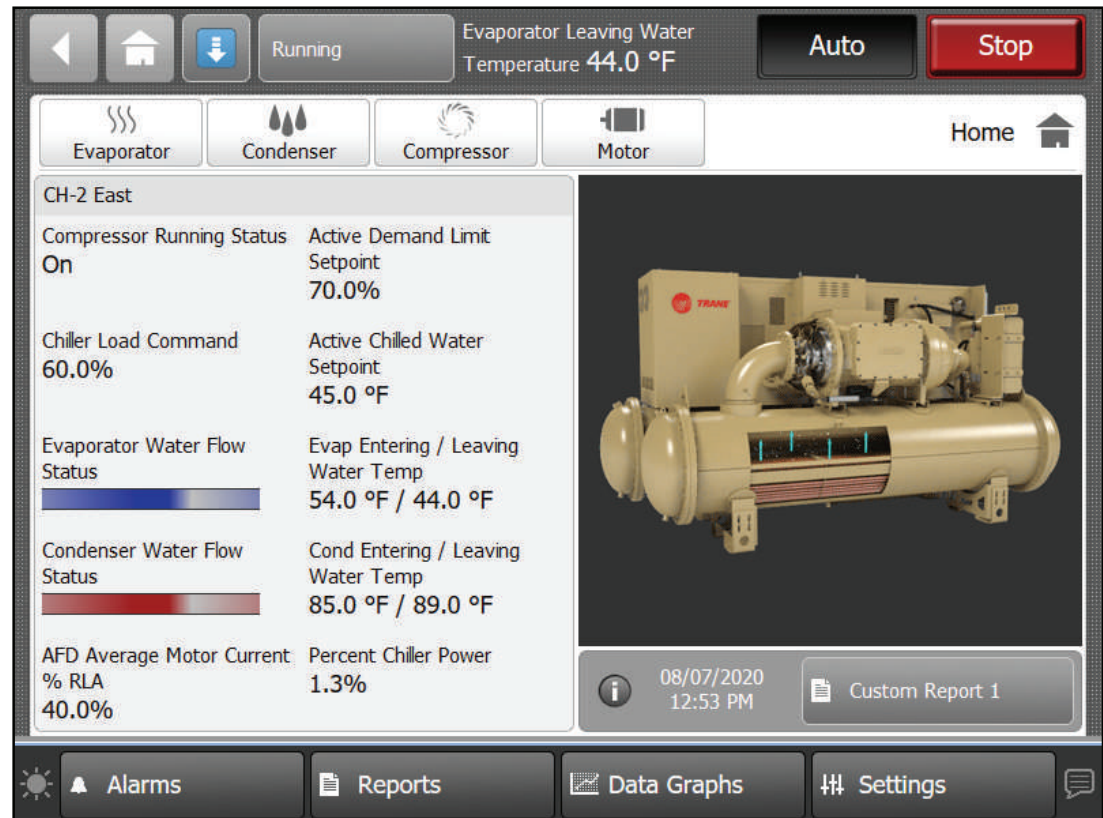 Running
Evaporator Leaving Water
Temperature 44.0 °F
Auto
Stop
Evaporator
Condenser
Compressor
Motor
Home
CH-2 East
Compressor Running Status
On
Active Demand Limit
Setpoint
70.0%
Chiller Load Command
60.0%
Active Chilled Water
Setpoint
45.0 °F
Evaporator Water Flow
Status
Evap Entering / Leaving
Water Temp
54.0 °F / 44.0 °F
Condenser Water Flow
Status
Cond Entering / Leaving
Water Temp
85.0 °F / 89.0 °F
AFD Average Motor Current
% RLA
40.0%
Percent Chiller Power
1.3%
TRANE
08/07/2020
12:53 PM
Custom Report 1
Alarms
Reports
Data Graphs
Settings